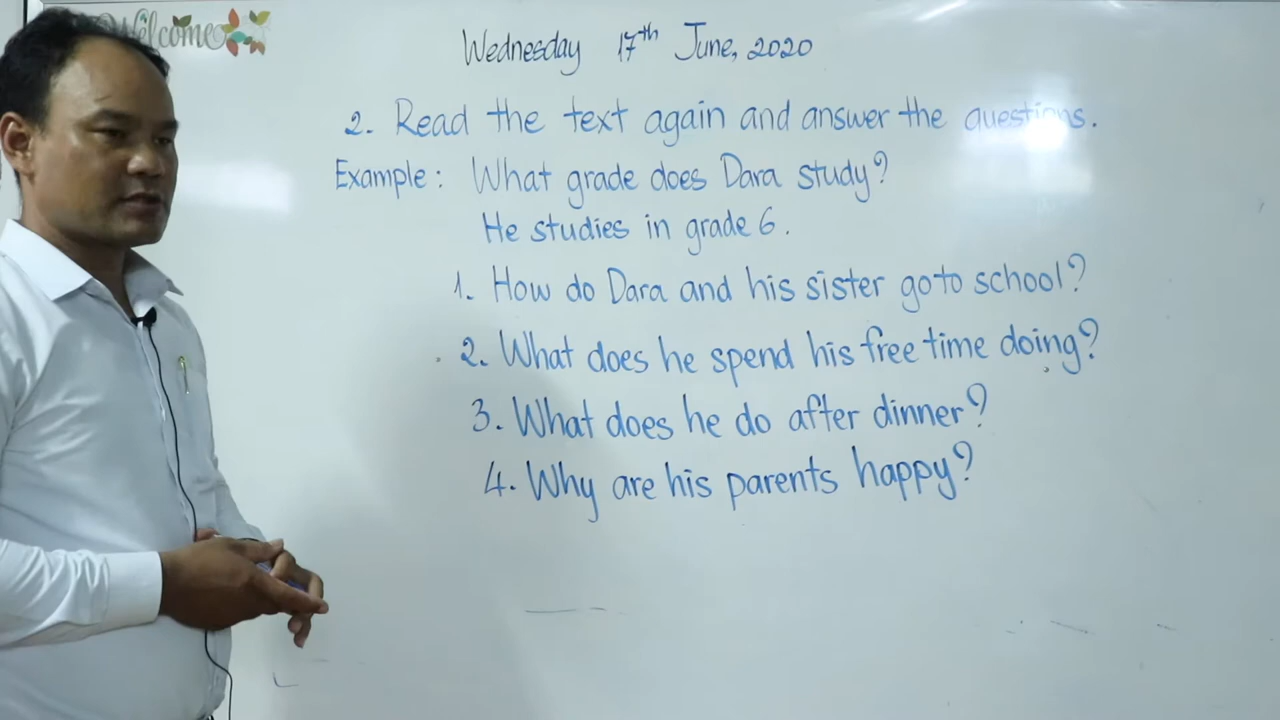 Welcome
Wednesday 17th June, 2020
2. Read the text again and answer the questions.
Example: What grade does Dara study?
He studies in grade 6.
1. How do Dara and his sister go to school?
2. What does he spend his free time doing?
3. What does he do after dinner?
4. Why are his parents happy?